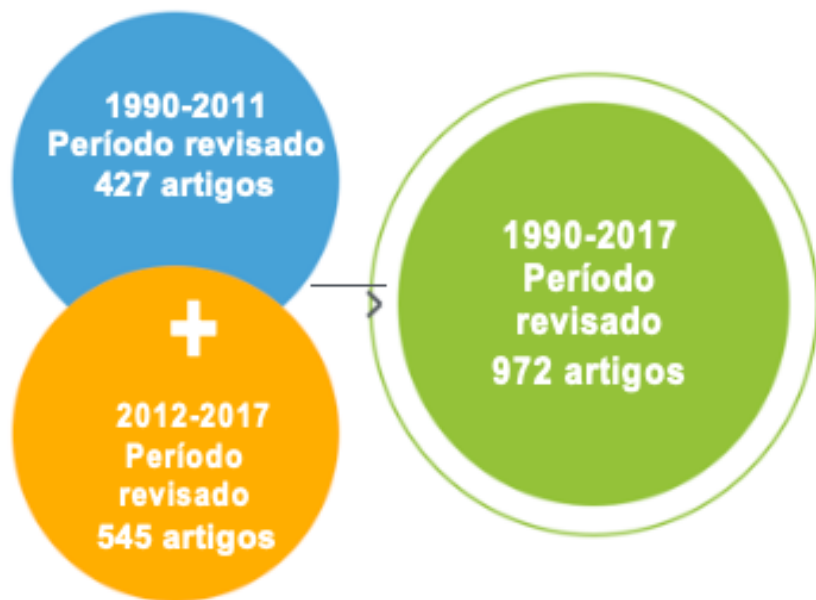 1990-2011
Período revisado
427 artigos
+
2012-2017
Período
revisado
545 artigos
1990-2017
Período
revisado
972 artigos